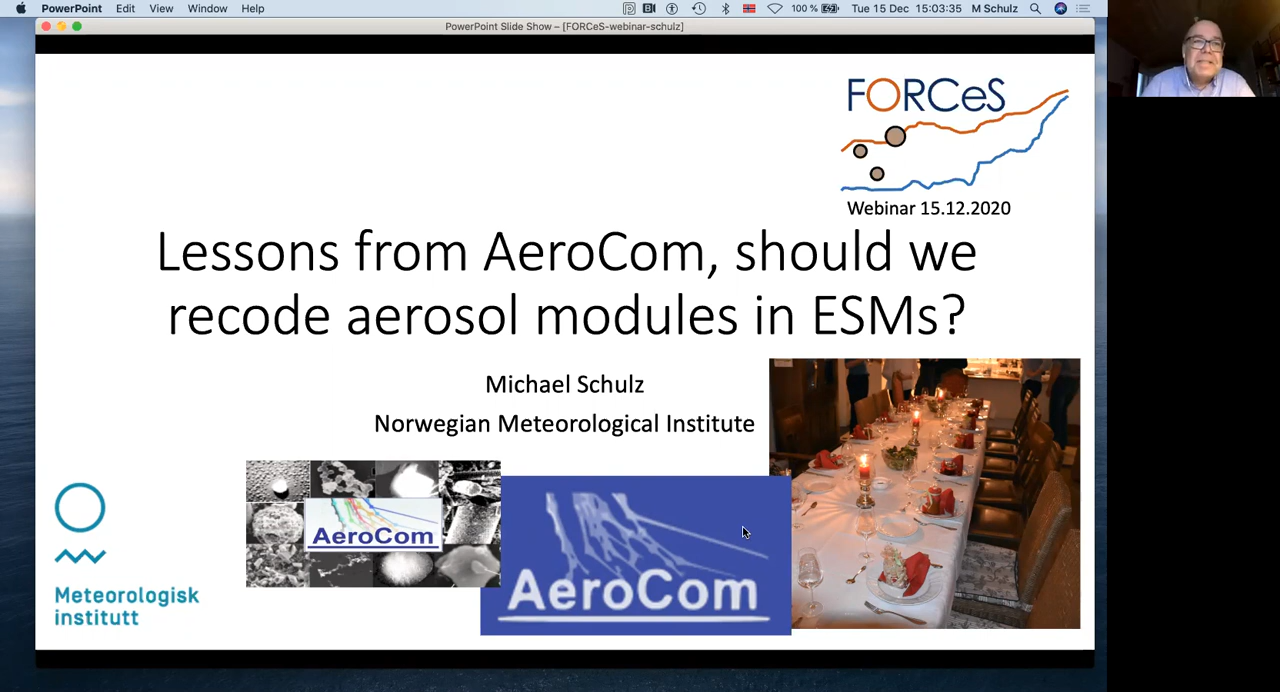 PowerPoint Edit View Window Help 100 % Tue 15 Dec 15:03:35 M Schulz
PowerPoint Slide Show – [FORCeS-webinar-schulz]
FORCeS
Webinar 15.12.2020
Lessons from AeroCom, should we
recode aerosol modules in ESMs?
Michael Schulz
Norwegian Meteorological Institute
AeroCom
AeroCom
Meteorologisk
institutt